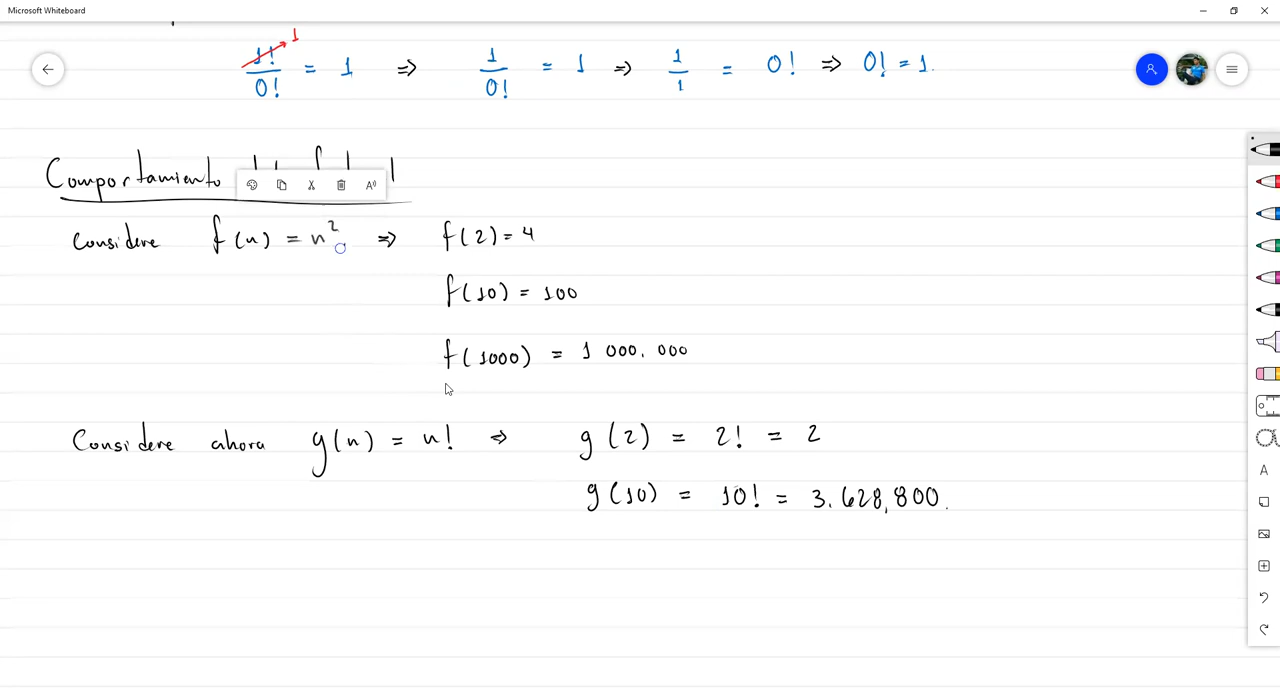 Microsoft Whiteboard
1! 1 / 0! = 1 ⇒ 1 / 0! = 1 ⇒ 1 / 1 = 0! ⇒ 0! = 1.
Comportamiento
Considere f(n) = n² ⇒ f(2) = 4
f(10) = 100
f(1000) = 1 000. 000
Considere ahora g(n) = n! ⇒ g(2) = 2! = 2
g(10) = 10! = 3.628,800.